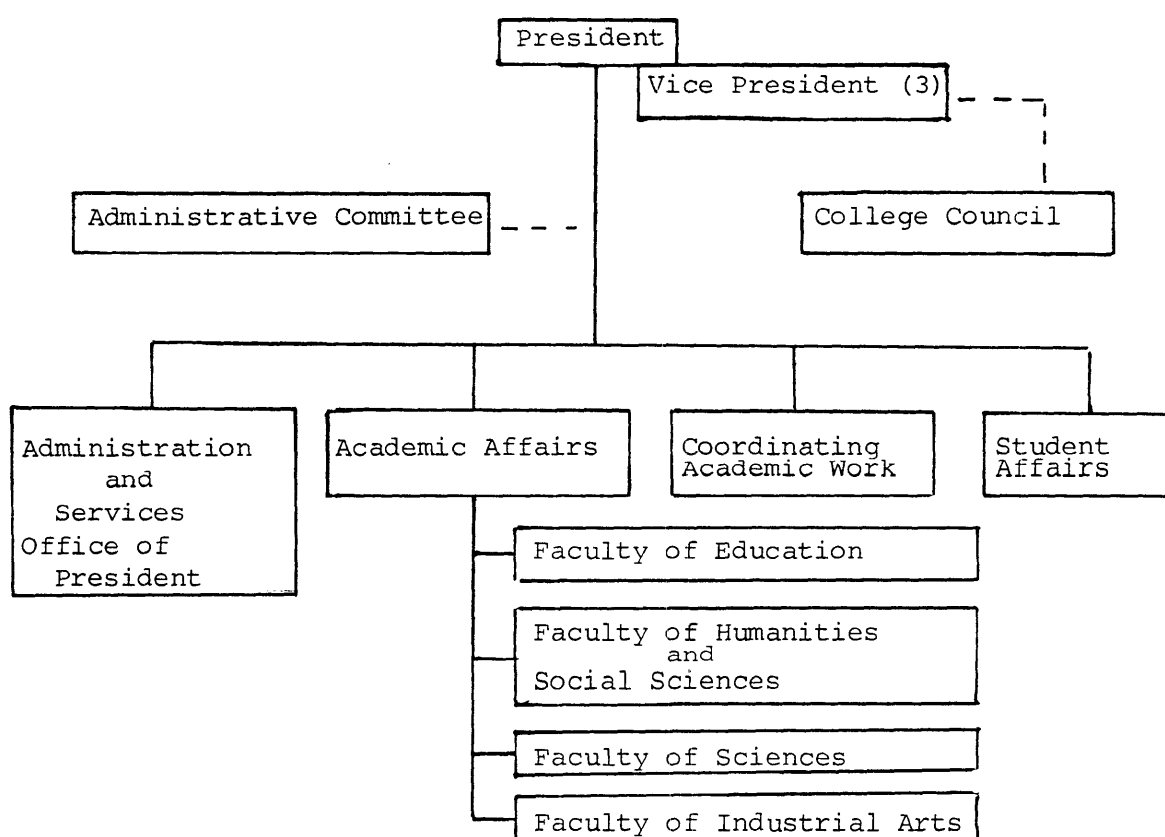 President
Vice President (3)
Administrative Committee
College Council
Administration
and
Services
Office of
President
Academic Affairs
Coordinating
Academic Work
Student
Affairs
Faculty of Education
Faculty of Humanities
and
Social Sciences
Faculty of Sciences
Faculty of Industrial Arts